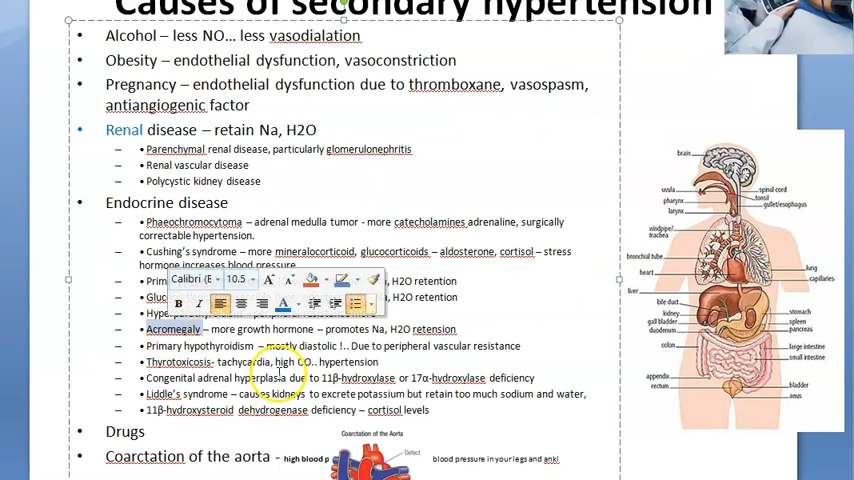 Causes of secondary hypertension
• Alcohol – less NO... less vasodialation
• Obesity – endothelial dysfunction, vasoconstriction
• Pregnancy – endothelial dysfunction due to thromboxane, vasospasm,
antiangiogenic factor
• Renal disease – retain Na, H2O
– • Parenchymal renal disease, particularly glomerulonephritis
– • Renal vascular disease
– • Polycystic kidney disease
• Endocrine disease
– • Phaeochromocytoma – adrenal medulla tumor - more catecholamines adrenaline, surgically
correctable hypertension.
– • Cushing's syndrome – more mineralocorticoid, glucocorticoids – aldosterone, cortisol – stress
hormone increases blood pressure
H2O retention
H2O retention
Calibri (E 10.5
– • Acromegaly – more growth hormone – promotes Na, H2O retension
– • Primary hypothyroidism – mostly diastolic !.. Due to peripheral vascular resistance
– • Thyrotoxicosis- tachycardia, high CO.. hypertension
– • Congenital adrenal hyperplasia due to 11β-hydroxylase or 17α-hydroxylase deficiency
– • Liddle's syndrome – causes kidneys to excrete potassium but retain too much sodium and water,
– • 11β-hydroxysteroid dehydrogenase deficiency – cortisol levels
• Drugs
• Coarctation of the aorta - high blood p blood pressure in your legs and ankl
Coarctation of the Aorta
Defect
brain
uvula
pharynx
larynx
windpipe/
trachea
bronchial tube
heart
liver
bile duct
kidney
gall bladder
duodenum
colon
appendix
rectum
spinal cord
tonsil
gullet/esophagus
lung
capillaries
stomach
spleen
pancreas
large intestine
small intestine
bladder
anus